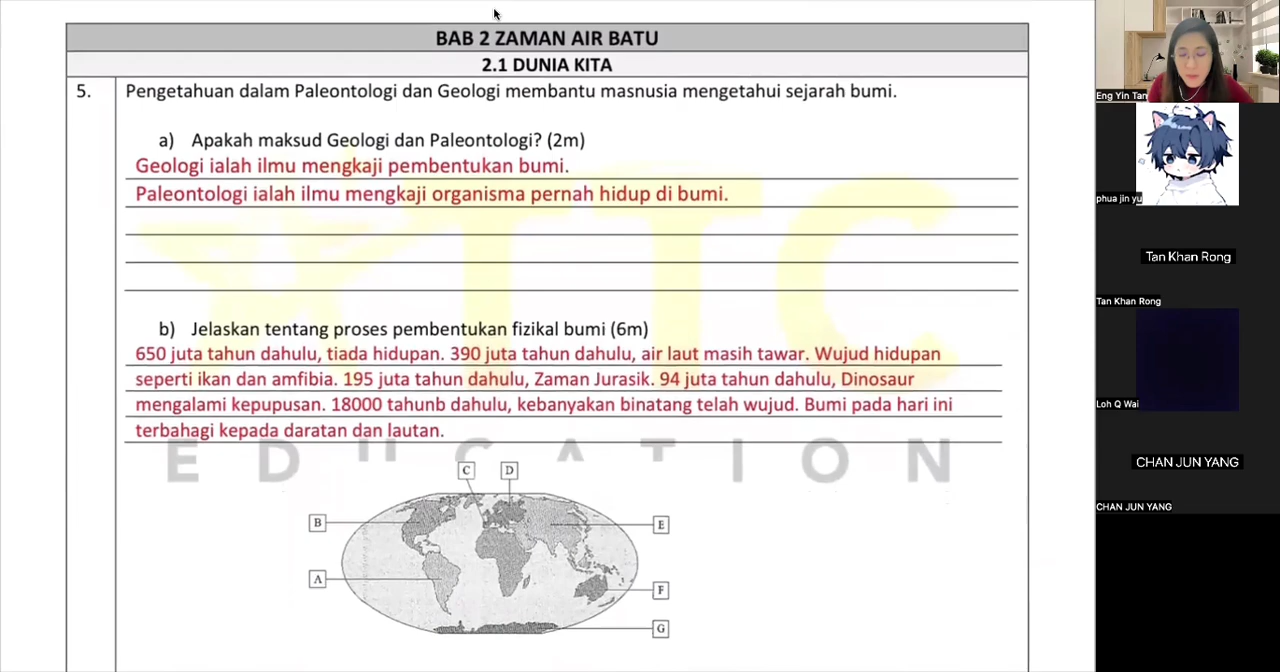 BAB 2 ZAMAN AIR BATU
2.1 DUNIA KITA
5. Pengetahuan dalam Paleontologi dan Geologi membantu masnusia mengetahui sejarah bumi.
a) Apakah maksud Geologi dan Paleontologi? (2m)
Geologi ialah ilmu mengkaji pembentukan bumi.
Paleontologi ialah ilmu mengkaji organisma pernah hidup di bumi.
TTC
b) Jelaskan tentang proses pembentukan fizikal bumi (6m)
650 juta tahun dahulu, tiada hidupan. 390 juta tahun dahulu, air laut masih tawar. Wujud hidupan
seperti ikan dan amfibia. 195 juta tahun dahulu, Zaman Jurasik. 94 juta tahun dahulu, Dinosaur
mengalami kepupusan. 18000 tahunb dahulu, kebanyakan binatang telah wujud. Bumi pada hari ini
terbahagi kepada daratan dan lautan.
EDUCATION
C D
B E
A F
G
Eng Yin Tan
phua jin yu
Tan Khan Rong
Tan Khan Rong
Loh Q Wai
CHAN JUN YANG
CHAN JUN YANG